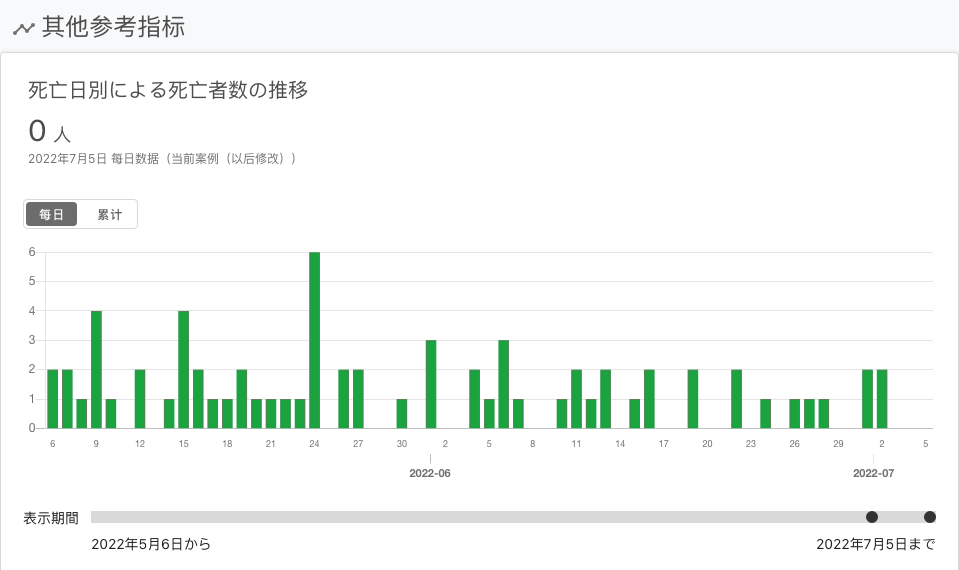 其他参考指标
死亡日別による死亡者数の推移
0 人
2022年7月5日 每日数据（当前案例（以后修改））
每日 累计
6
5
4
3
2
1
0
6 9 12 15 18 21 24 27 30 2 5 8 11 14 17 20 23 26 29 2 5
2022-06 2022-07
表示期間
2022年5月6日から 2022年7月5日まで